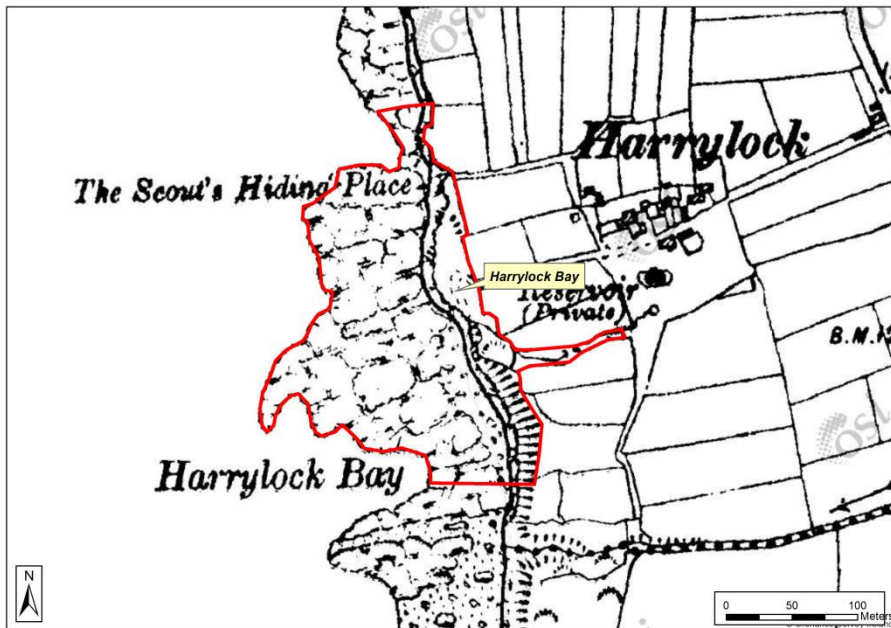 Harrylock
The Scout's Hiding Place
Harrylock Bay
Reservoir
(Private)
B.M.
Harrylock Bay
N
0 50 100
Meters